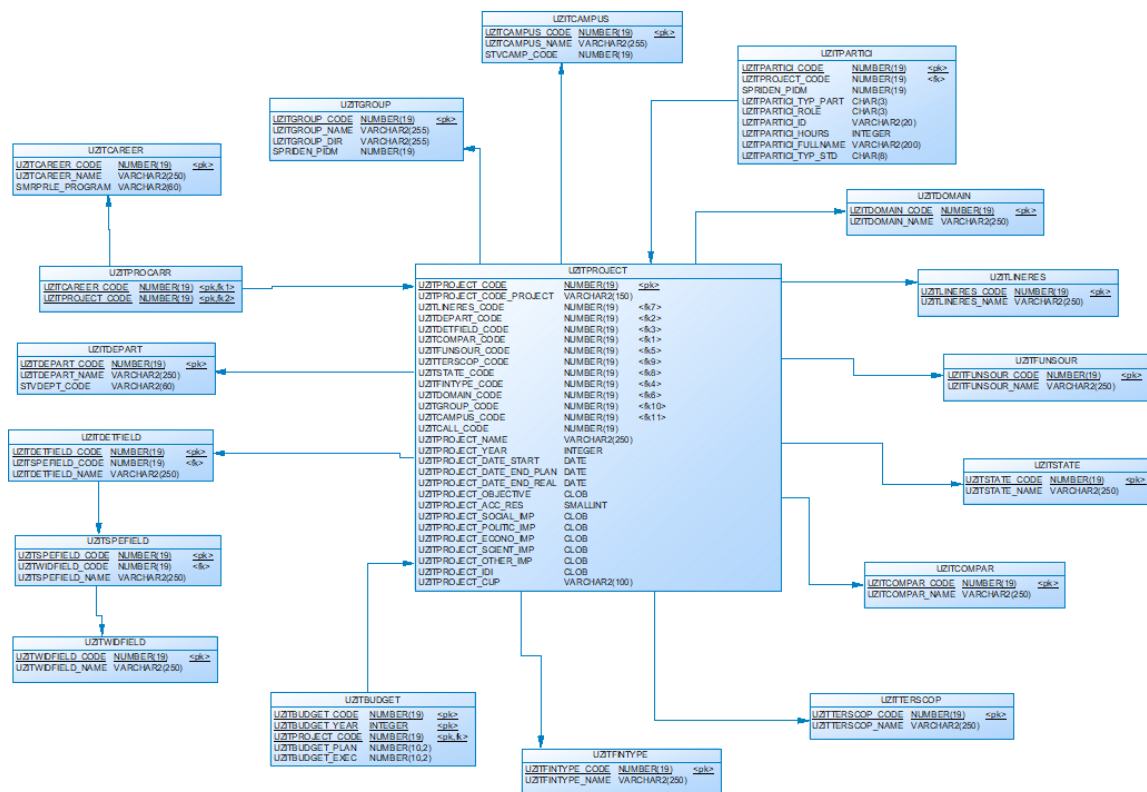 UZITCAMPUS
UZITCAMPUS_CODE NUMBER(19) <pk>
UZITCAMPUS_NAME VARCHAR2(255)
STVCAMP_CODE NUMBER(19)
UZITPARTICI
UZITPARTICI_CODE NUMBER(19) <pk>
UZITPROJECT_CODE NUMBER(19) <fk>
SPRIDEN_PIDM NUMBER(19)
UZITPARTICI_TYP_PART CHAR(3)
UZITPARTICI_ROLE CHAR(3)
UZITPARTICI_ID VARCHAR2(20)
UZITPARTICI_HOURS INTEGER
UZITPARTICI_FULLNAME VARCHAR2(200)
UZITPARTICI_TYP_STD CHAR(8)
UZITGROUP
UZITGROUP_CODE NUMBER(19) <pk>
UZITGROUP_NAME VARCHAR2(255)
UZITGROUP_DIR VARCHAR2(255)
SPRIDEN_PIDM NUMBER(19)
UZITCAREER
UZITCAREER_CODE NUMBER(19) <pk>
UZITCAREER_NAME VARCHAR2(250)
SMRPRLE_PROGRAM VARCHAR2(60)
UZITDOMAIN
UZITDOMAIN_CODE NUMBER(19) <pk>
UZITDOMAIN_NAME VARCHAR2(250)
UZITPROCARR
UZITCAREER_CODE NUMBER(19) <pk,fk1>
UZITPROJECT_CODE NUMBER(19) <pk,fk2>
UZITPROJECT
UZITPROJECT_CODE NUMBER(19) <pk>
UZITPROJECT_CODE_PROJECT VARCHAR2(150)
UZITLINERES_CODE NUMBER(19) <fk7>
UZITDEPART_CODE NUMBER(19) <fk2>
UZITDETFIELD_CODE NUMBER(19) <fk3>
UZITCOMPAR_CODE NUMBER(19) <fk1>
UZITFUNSOUR_CODE NUMBER(19) <fk5>
UZITTERSCOP_CODE NUMBER(19) <fk9>
UZITSTATE_CODE NUMBER(19) <fk8>
UZITFINTYPE_CODE NUMBER(19) <fk4>
UZITDOMAIN_CODE NUMBER(19) <fk6>
UZITGROUP_CODE NUMBER(19) <fk10>
UZITCAMPUS_CODE NUMBER(19) <fk11>
UZITCALL_CODE NUMBER(19)
UZITPROJECT_NAME VARCHAR2(250)
UZITPROJECT_YEAR INTEGER
UZITPROJECT_DATE_START DATE
UZITPROJECT_DATE_END_PLAN DATE
UZITPROJECT_DATE_END_REAL DATE
UZITPROJECT_OBJECTIVE CLOB
UZITPROJECT_ACC_RES SMALLINT
UZITPROJECT_SOCIAL_IMP CLOB
UZITPROJECT_POLITIC_IMP CLOB
UZITPROJECT_ECONO_IMP CLOB
UZITPROJECT_SCIENT_IMP CLOB
UZITPROJECT_OTHER_IMP CLOB
UZITPROJECT_IDI CLOB
UZITPROJECT_CUP VARCHAR2(100)
UZITLINERES
UZITLINERES_CODE NUMBER(19) <pk>
UZITLINERES_NAME VARCHAR2(250)
UZITDEPART
UZITDEPART_CODE NUMBER(19) <pk>
UZITDEPART_NAME VARCHAR2(250)
STVDEPT_CODE VARCHAR2(60)
UZITFUNSOUR
UZITFUNSOUR_CODE NUMBER(19) <pk>
UZITFUNSOUR_NAME VARCHAR2(250)
UZITDETFIELD
UZITDETFIELD_CODE NUMBER(19) <pk>
UZITSPEFIELD_CODE NUMBER(19) <fk>
UZITDETFIELD_NAME VARCHAR2(250)
UZITSTATE
UZITSTATE_CODE NUMBER(19) <pk>
UZITSTATE_NAME VARCHAR2(250)
UZITSPEFIELD
UZITSPEFIELD_CODE NUMBER(19) <pk>
UZITWIDFIELD_CODE NUMBER(19) <fk>
UZITSPEFIELD_NAME VARCHAR2(250)
UZITCOMPAR
UZITCOMPAR_CODE NUMBER(19) <pk>
UZITCOMPAR_NAME VARCHAR2(250)
UZITWIDFIELD
UZITWIDFIELD_CODE NUMBER(19) <pk>
UZITWIDFIELD_NAME VARCHAR2(250)
UZITBUDGET
UZITBUDGET_CODE NUMBER(19) <pk>
UZITBUDGET_YEAR INTEGER <pk>
UZITPROJECT_CODE NUMBER(19) <pk,fk>
UZITBUDGET_PLAN NUMBER(10,2)
UZITBUDGET_EXEC NUMBER(10,2)
UZITTERSCOP
UZITTERSCOP_CODE NUMBER(19) <pk>
UZITTERSCOP_NAME VARCHAR2(250)
UZITFINTYPE
UZITFINTYPE_CODE NUMBER(19) <pk>
UZITFINTYPE_NAME VARCHAR2(250)